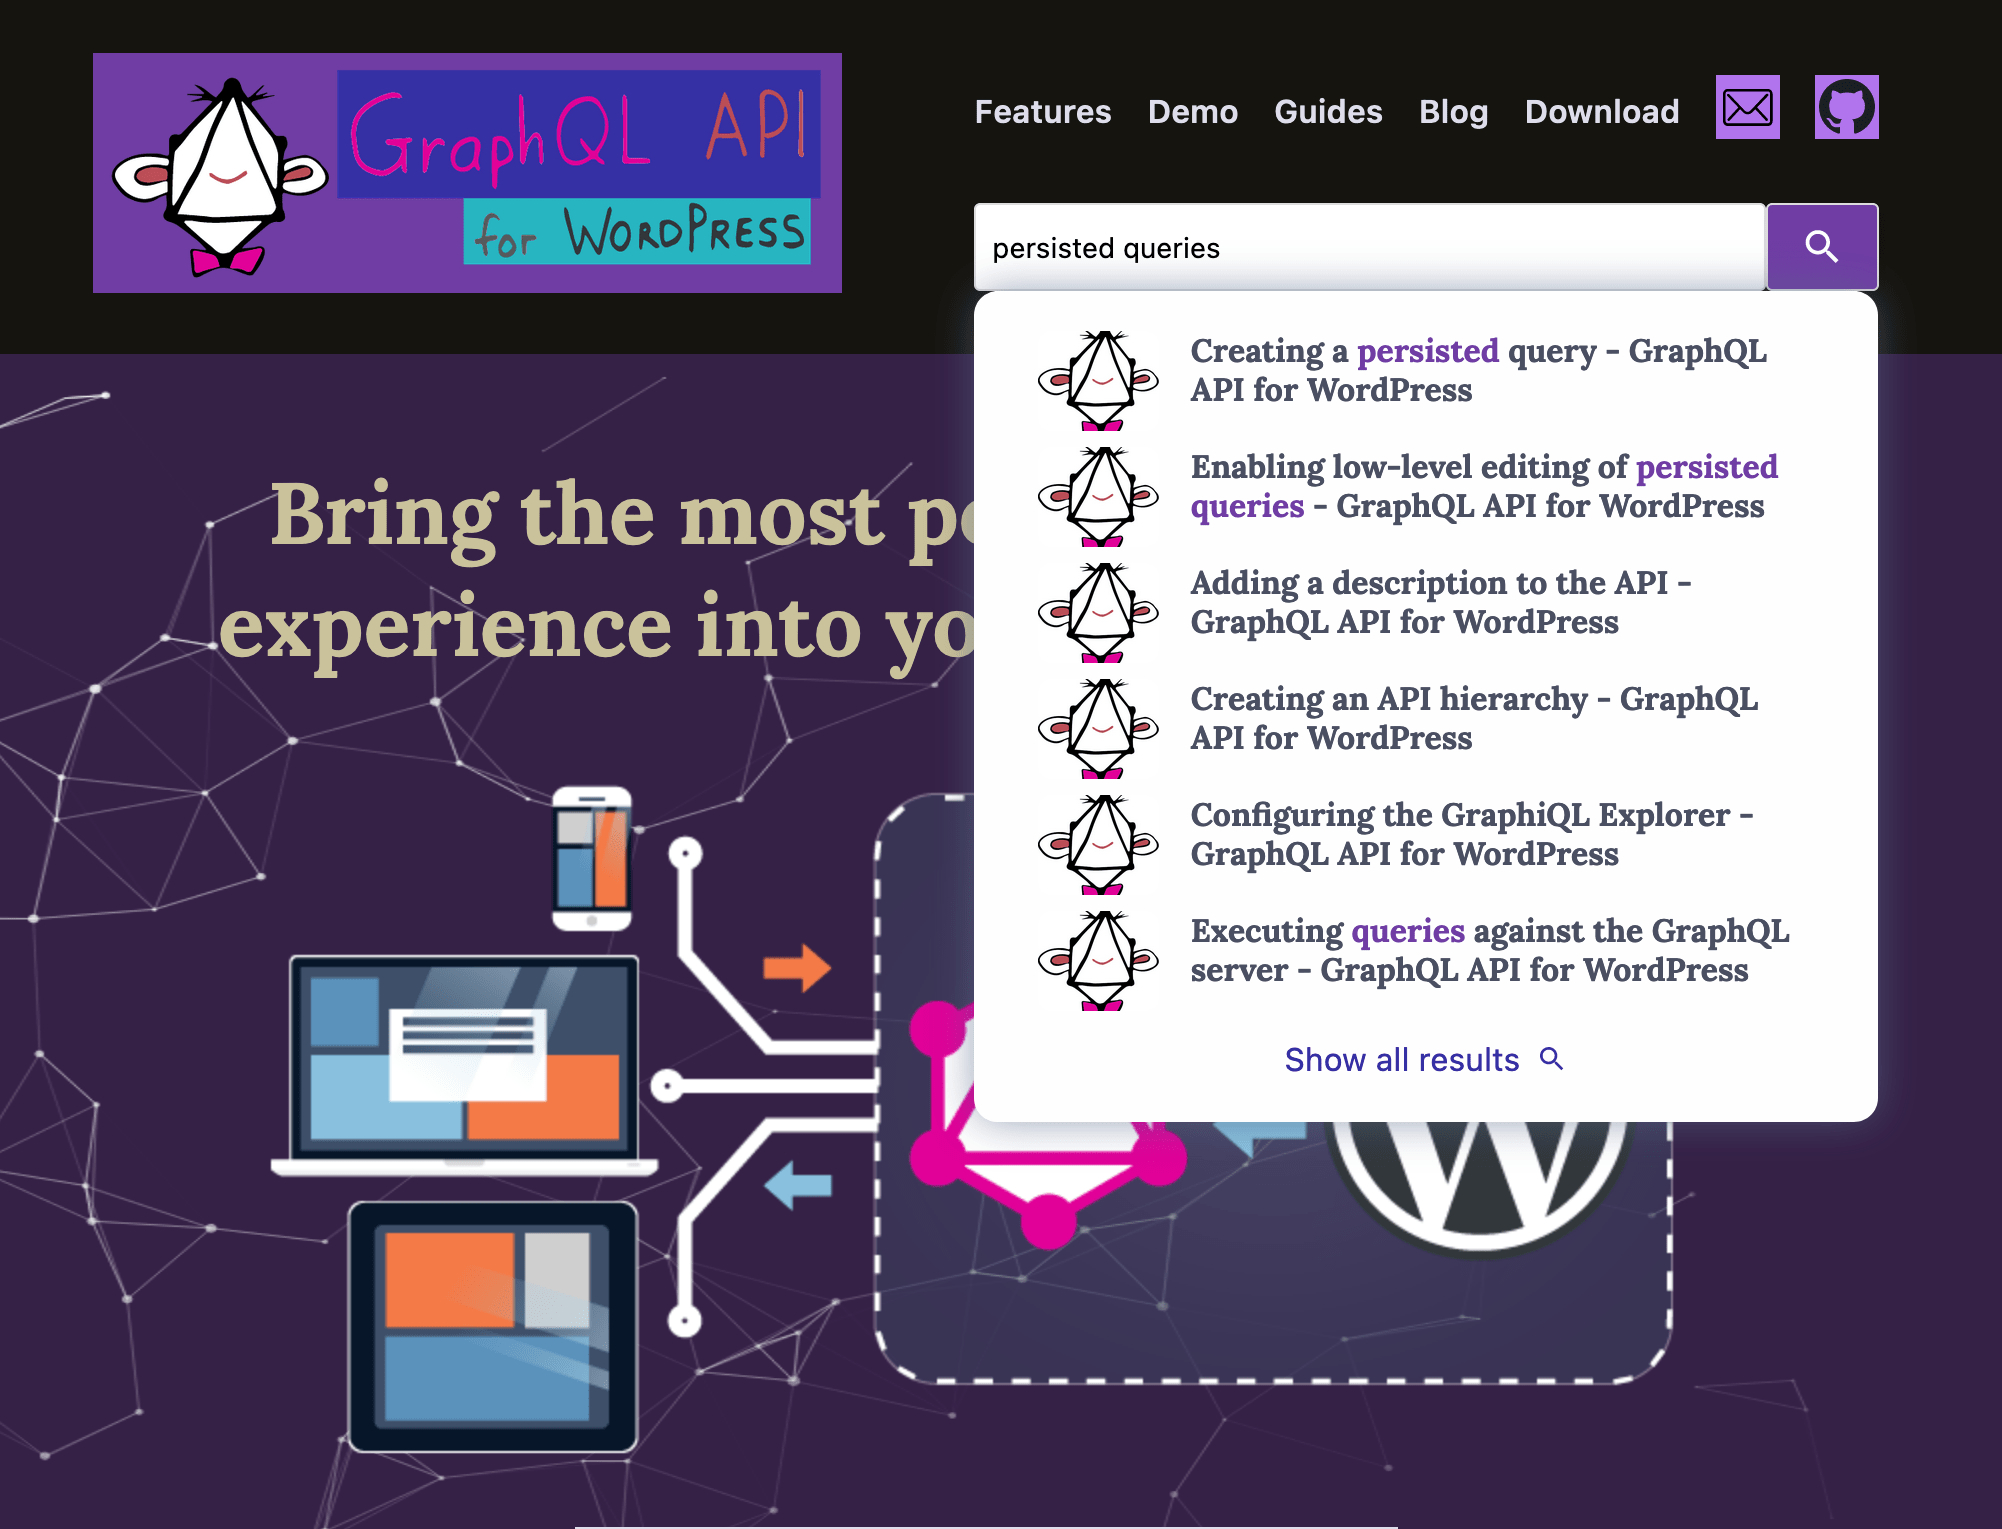 GraphQL API
for WORDPRESS
Features Demo Guides Blog Download
persisted queries
Creating a persisted query - GraphQL
API for WordPress
Enabling low-level editing of persisted
queries - GraphQL API for WordPress
Adding a description to the API -
GraphQL API for WordPress
Creating an API hierarchy - GraphQL
API for WordPress
Configuring the GraphiQL Explorer -
GraphQL API for WordPress
Executing queries against the GraphQL
server - GraphQL API for WordPress
Show all results
Bring the most
experience into